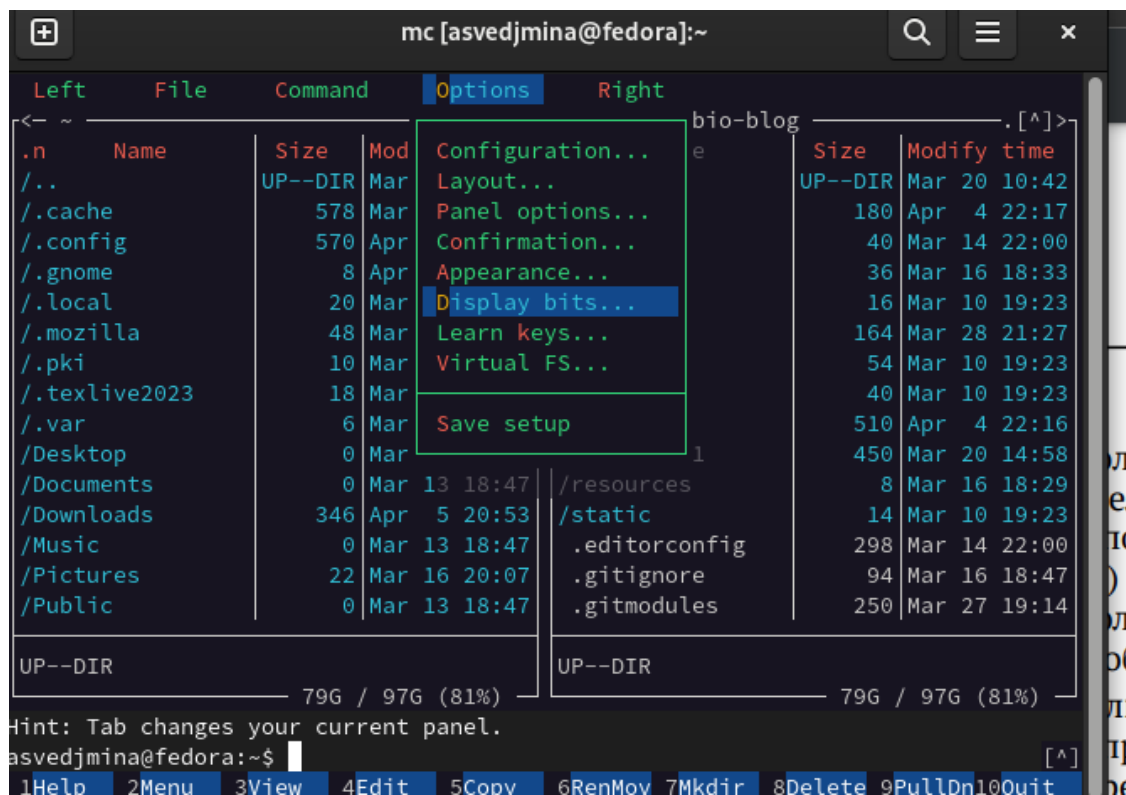 mc [asvedjmina@fedora]:~
Left File Command Options Right
<— ~ bio-blog .[^]>
.n Name Size Mod Configuration... e Size Modify time
/.. UP--DIR Mar Layout... UP--DIR Mar 20 10:42
/.cache 578 Mar Panel options... 180 Apr 4 22:17
/.config 570 Apr Confirmation... 40 Mar 14 22:00
/.gnome 8 Apr Appearance... 36 Mar 16 18:33
/.local 20 Mar Display bits... 16 Mar 10 19:23
/.mozilla 48 Mar Learn keys... 164 Mar 28 21:27
/.pki 10 Mar Virtual FS... 54 Mar 10 19:23
/.texlive2023 18 Mar 40 Mar 10 19:23
/.var 6 Mar Save setup 510 Apr 4 22:16
/Desktop 0 Mar l 450 Mar 20 14:58
/Documents 0 Mar 13 18:47 /resources 8 Mar 16 18:29
/Downloads 346 Apr 5 20:53 /static 14 Mar 10 19:23
/Music 0 Mar 13 18:47 .editorconfig 298 Mar 14 22:00
/Pictures 22 Mar 16 20:07 .gitignore 94 Mar 16 18:47
/Public 0 Mar 13 18:47 .gitmodules 250 Mar 27 19:14
UP--DIR UP--DIR
79G / 97G (81%) 79G / 97G (81%)
Hint: Tab changes your current panel.
asvedjmina@fedora:~$ [^]
1Help 2Menu 3View 4Edit 5Copy 6RenMov 7Mkdir 8Delete 9PullDn 10Quit